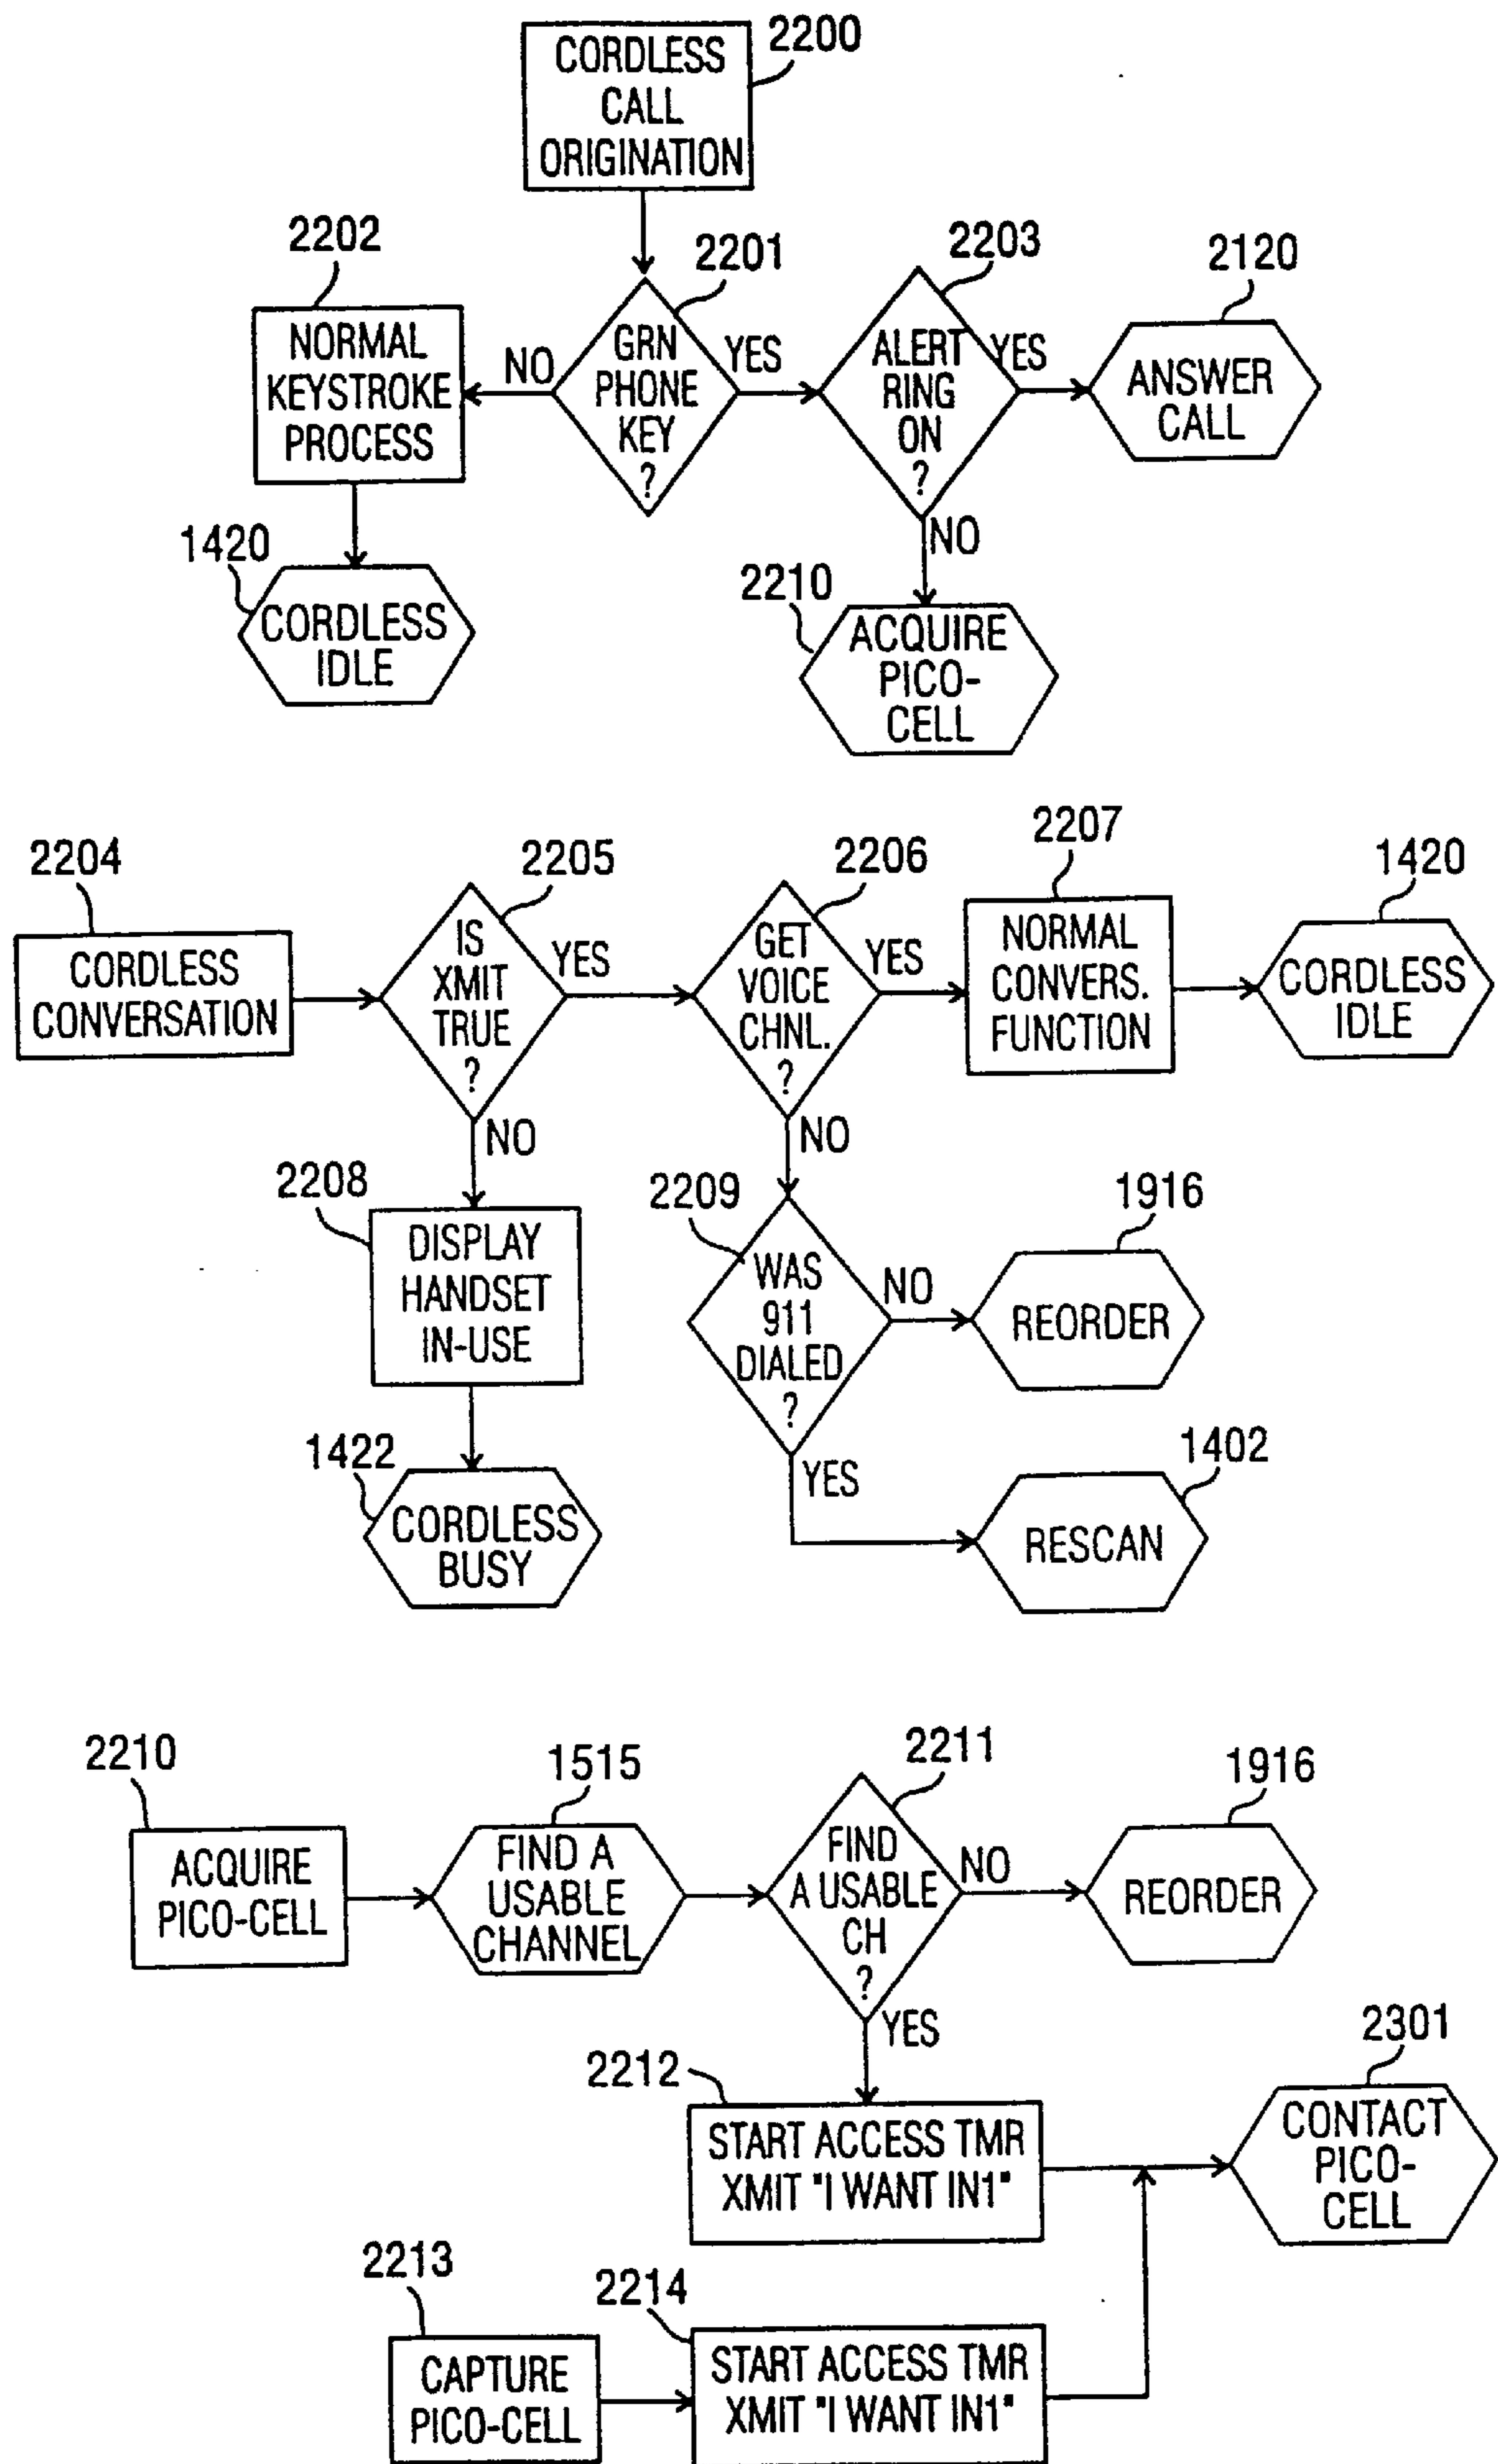 2200
CORDLESS
CALL
ORIGINATION
2202
2201
2203
2120
NORMAL
KEYSTROKE
PROCESS
NO
GRN
PHONE
KEY
?
YES
ALERT
RING
ON
?
YES
ANSWER
CALL
NO
1420
CORDLESS
IDLE
2210
ACQUIRE
PICO-
CELL
2204
2205
2206
2207
1420
CORDLESS
CONVERSATION
IS
XMIT
TRUE
?
YES
GET
VOICE
CHNL.
?
YES
NORMAL
CONVERS.
FUNCTION
CORDLESS
IDLE
NO
NO
2208
2209
1916
DISPLAY
HANDSET
IN-USE
WAS
911
DIALED
?
NO
REORDER
YES
1422
1402
CORDLESS
BUSY
RESCAN
2210
1515
2211
1916
ACQUIRE
PICO-CELL
FIND A
USABLE
CHANNEL
FIND
A USABLE
CH
?
NO
REORDER
YES
2212
2301
START ACCESS TMR
XMIT "I WANT IN1"
CONTACT
PICO-
CELL
2213
2214
CAPTURE
PICO-CELL
START ACCESS TMR
XMIT "I WANT IN1"